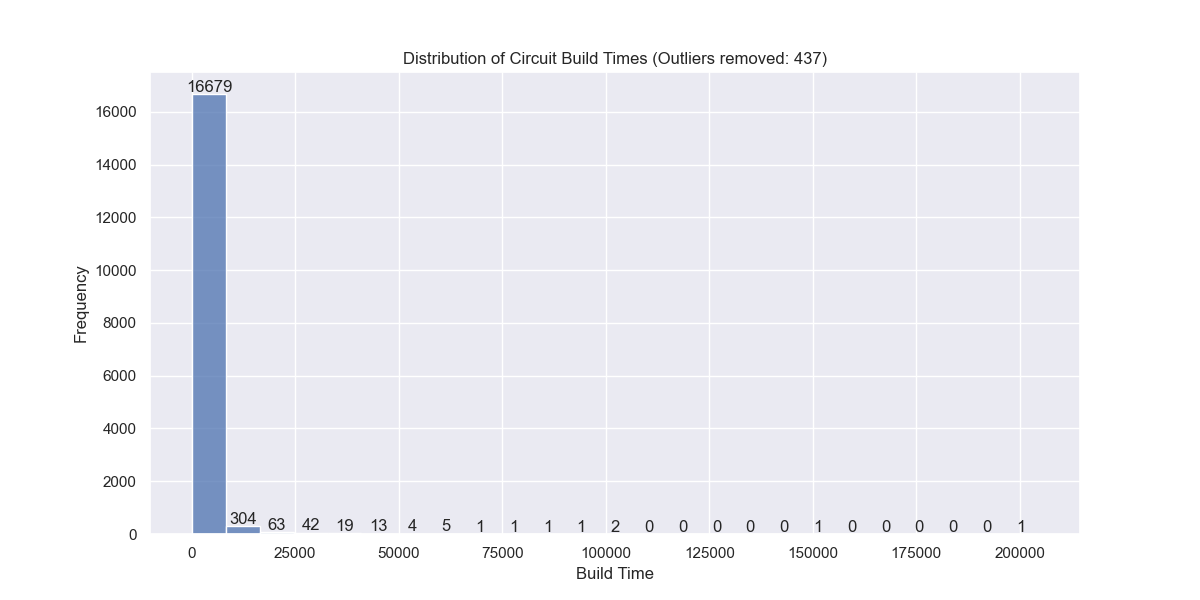 Distribution of Circuit Build Times (Outliers removed: 437)
16679
16000
14000
12000
10000
8000
6000
4000
2000
0
Frequency
304 63 42 19 13 4 5 1 1 1 1 2 0 0 0 0 0 1 0 0 0 0 0 1
0 25000 50000 75000 100000 125000 150000 175000 200000
Build Time